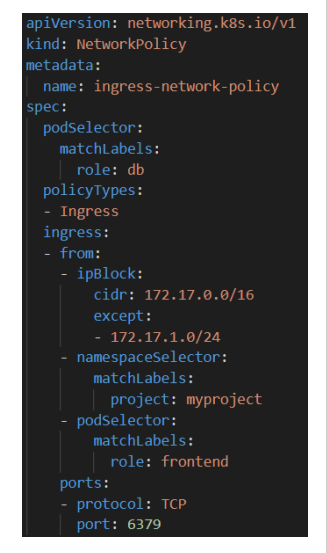 apiVersion: networking.k8s.io/v1
kind: NetworkPolicy
metadata:
  name: ingress-network-policy
spec:
  podSelector:
    matchLabels:
      role: db
  policyTypes:
  - Ingress
  ingress:
  - from:
    - ipBlock:
        cidr: 172.17.0.0/16
        except:
        - 172.17.1.0/24
    - namespaceSelector:
        matchLabels:
          project: myproject
    - podSelector:
        matchLabels:
          role: frontend
    ports:
    - protocol: TCP
      port: 6379